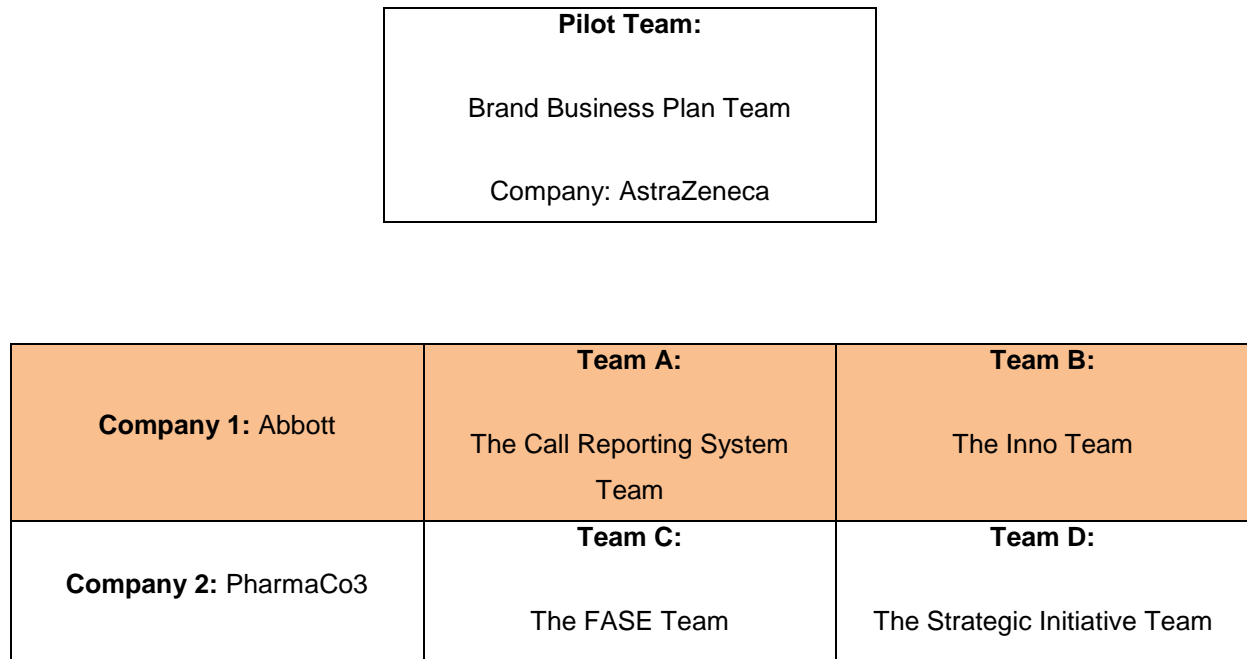 Pilot Team:
Brand Business Plan Team
Company: AstraZeneca
Company 1: Abbott
Team A:
The Call Reporting System
Team
Team B:
The Inno Team
Company 2: PharmaCo3
Team C:
The FASE Team
Team D:
The Strategic Initiative Team